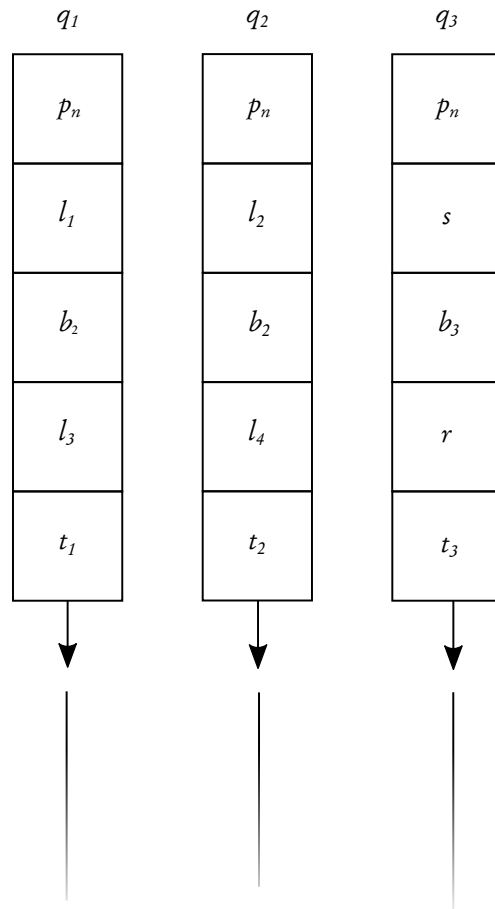 q₁ q₂ q₃
pₙ pₙ pₙ
l₁ l₂ s
b₂ b₂ b₃
l₃ l₄ r
t₁ t₂ t₃